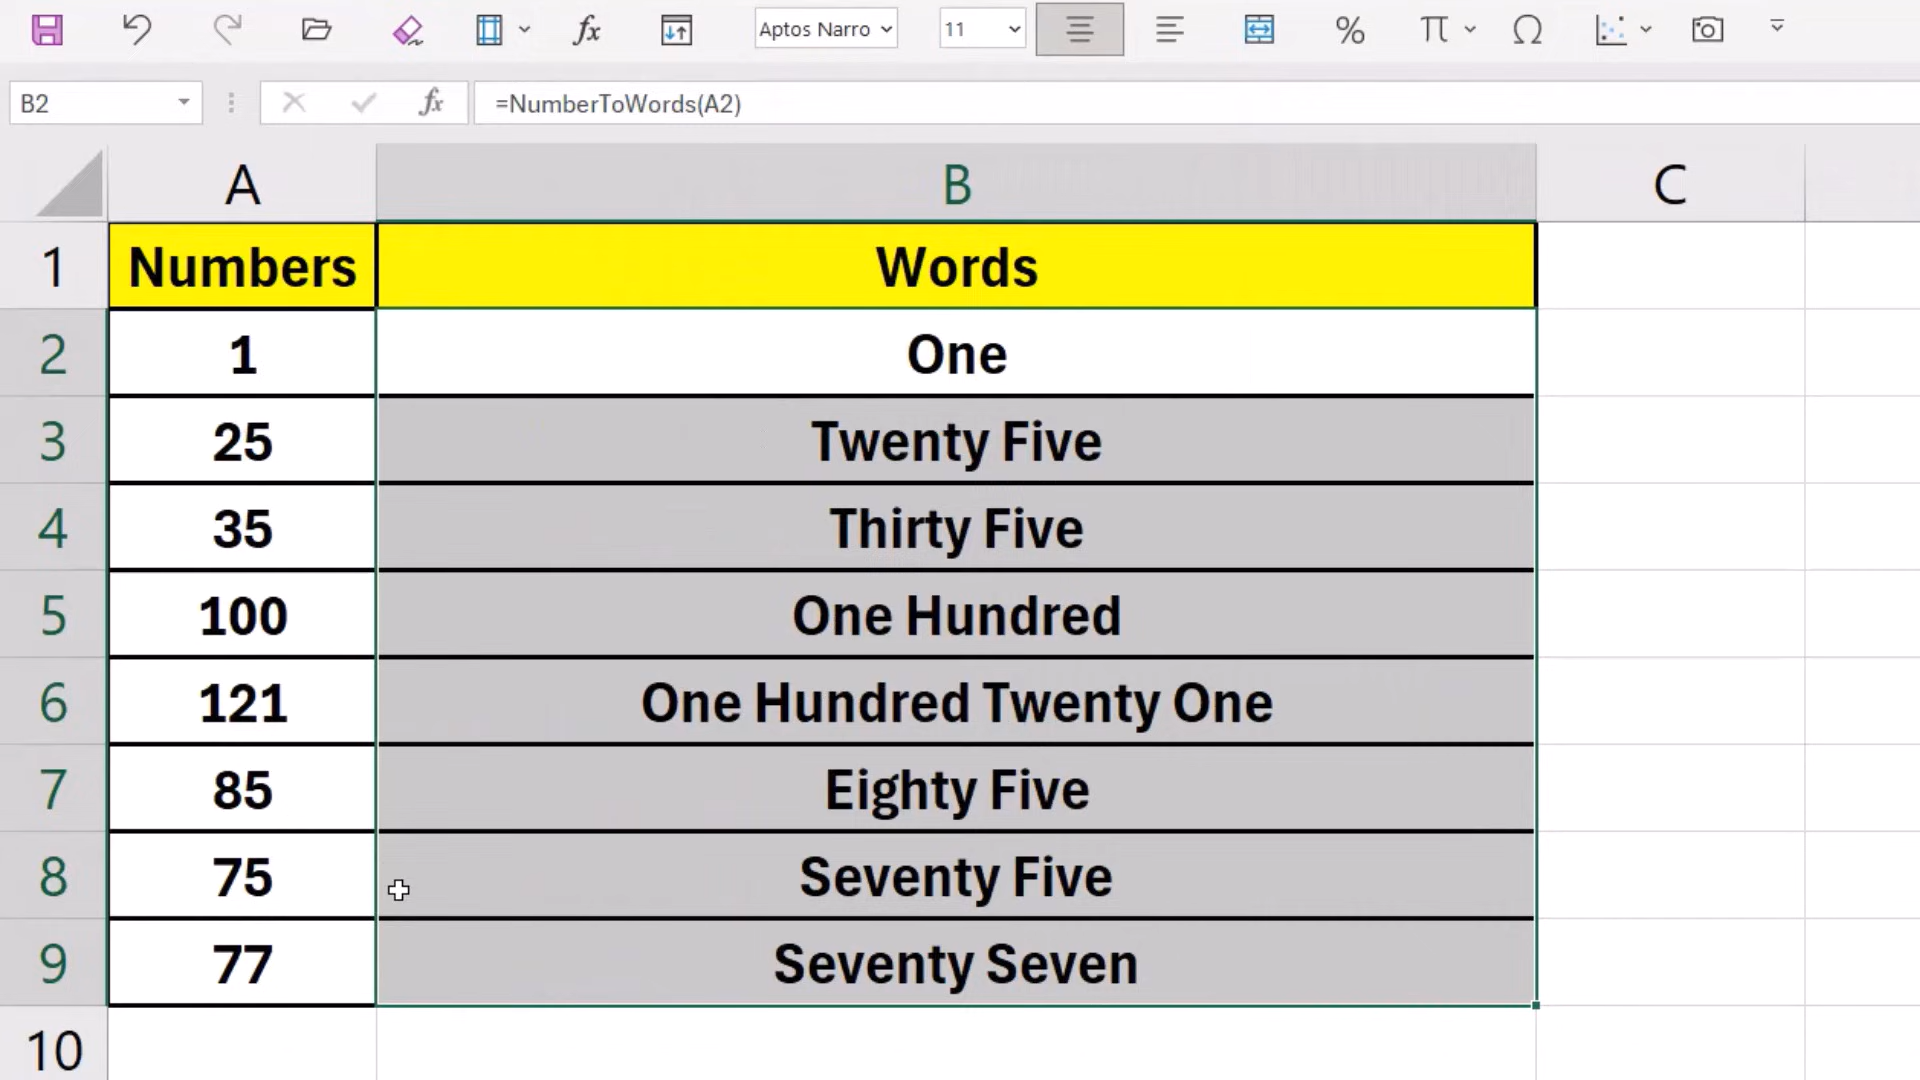 Aptos Narro 11 % π Ω
B2 fx =NumberToWords(A2)
A B C
1 Numbers Words
2 1 One
3 25 Twenty Five
4 35 Thirty Five
5 100 One Hundred
6 121 One Hundred Twenty One
7 85 Eighty Five
8 75 Seventy Five
9 77 Seventy Seven
10